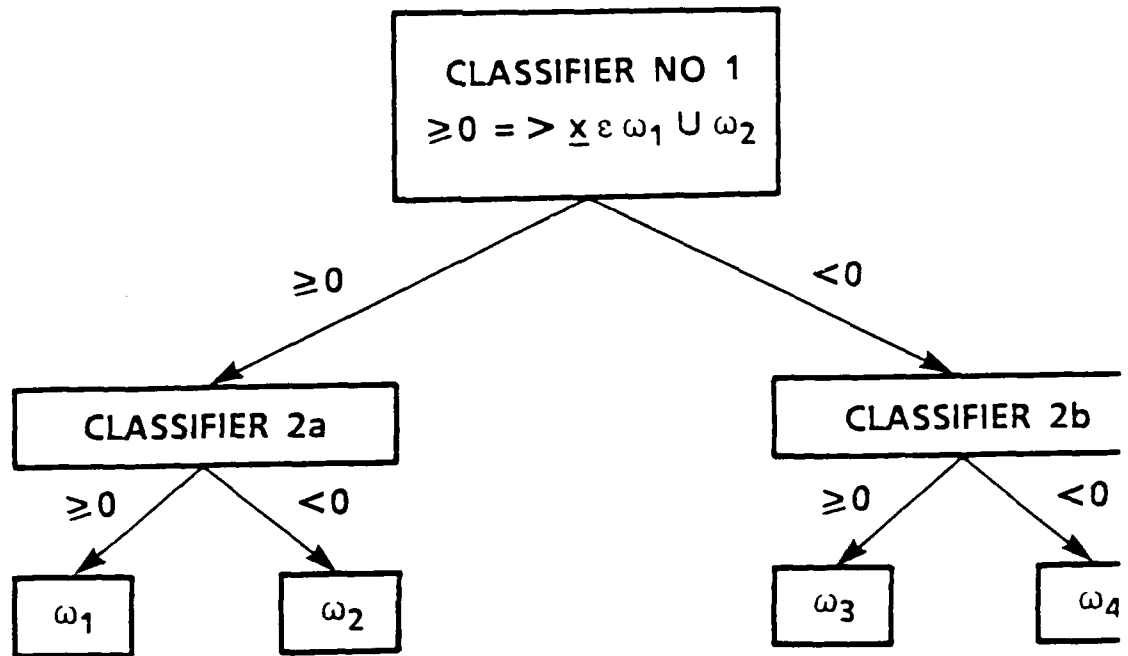 CLASSIFIER NO 1
≥0 = > x ε ω₁ ∪ ω₂
≥0
<0
CLASSIFIER 2a
CLASSIFIER 2b
≥0
<0
≥0
<0
ω₁
ω₂
ω₃
ω₄